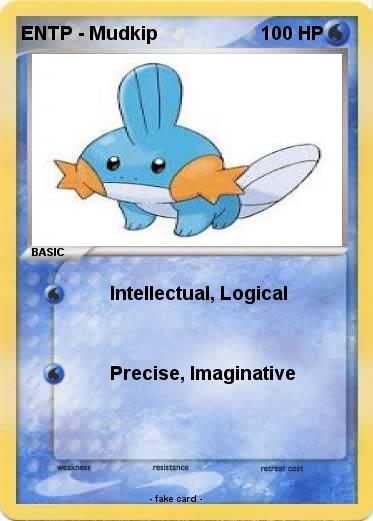 ENTP - Mudkip 100 HP
BASIC
Intellectual, Logical
Precise, Imaginative
weakness resistance retreat cost
- fake card -